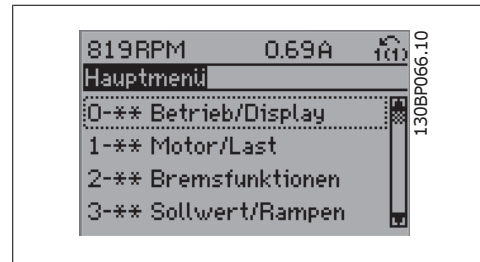 819RPM 0.69A 1(1)
Hauptmenü
0-** Betrieb/Display
1-** Motor/Last
2-** Bremsfunktionen
3-** Sollwert/Rampen
130BP066.10